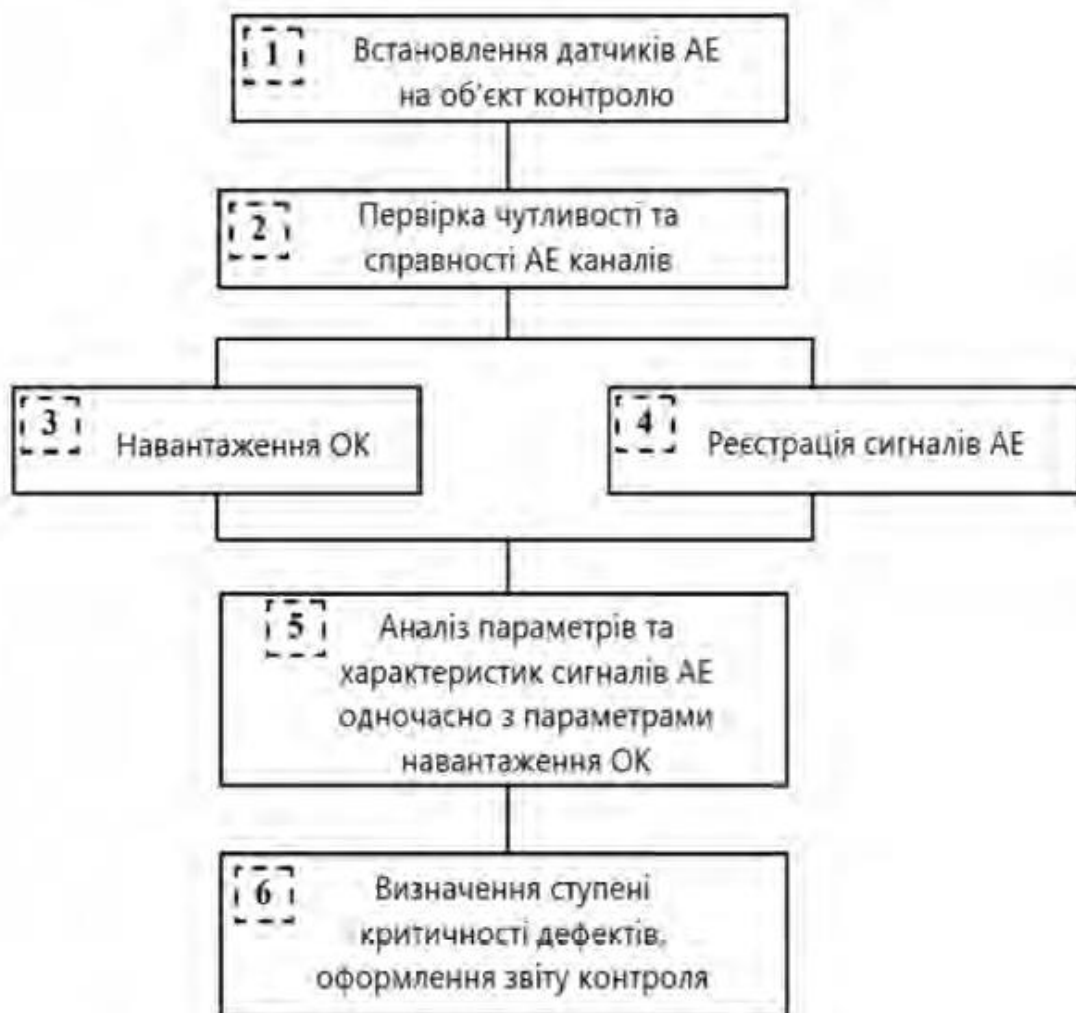 1
Встановлення датчиків АЕ
на об'єкт контролю
2
Первірка чутливості та
справності АЕ каналів
3
Навантаження ОК
4
Реєстрація сигналів АЕ
5
Аналіз параметрів та
характеристик сигналів АЕ
одночасно з параметрами
навантаження ОК
6
Визначення ступені
критичності дефектів,
оформлення звіту контроля